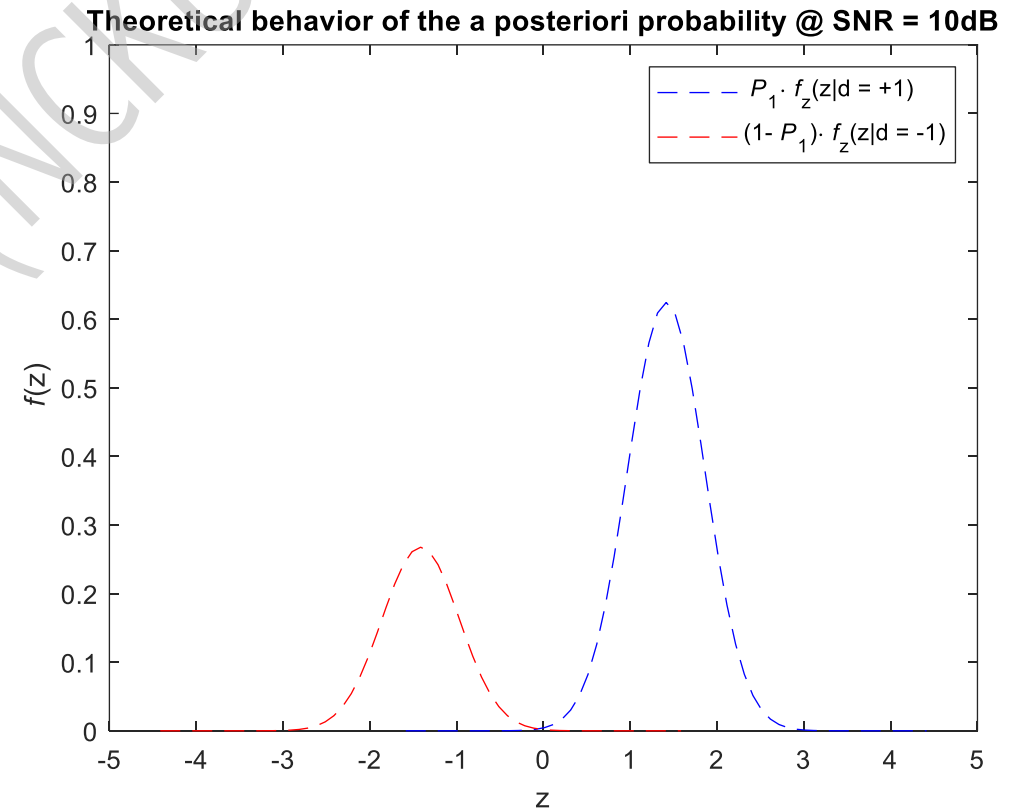 Theoretical behavior of the a posteriori probability @ SNR = 10dB
P1· fz(z|d = +1)
(1- P1)· fz(z|d = -1)
1
0.9
0.8
0.7
0.6
0.5
0.4
0.3
0.2
0.1
0
f(z)
-5 -4 -3 -2 -1 0 1 2 3 4 5
z